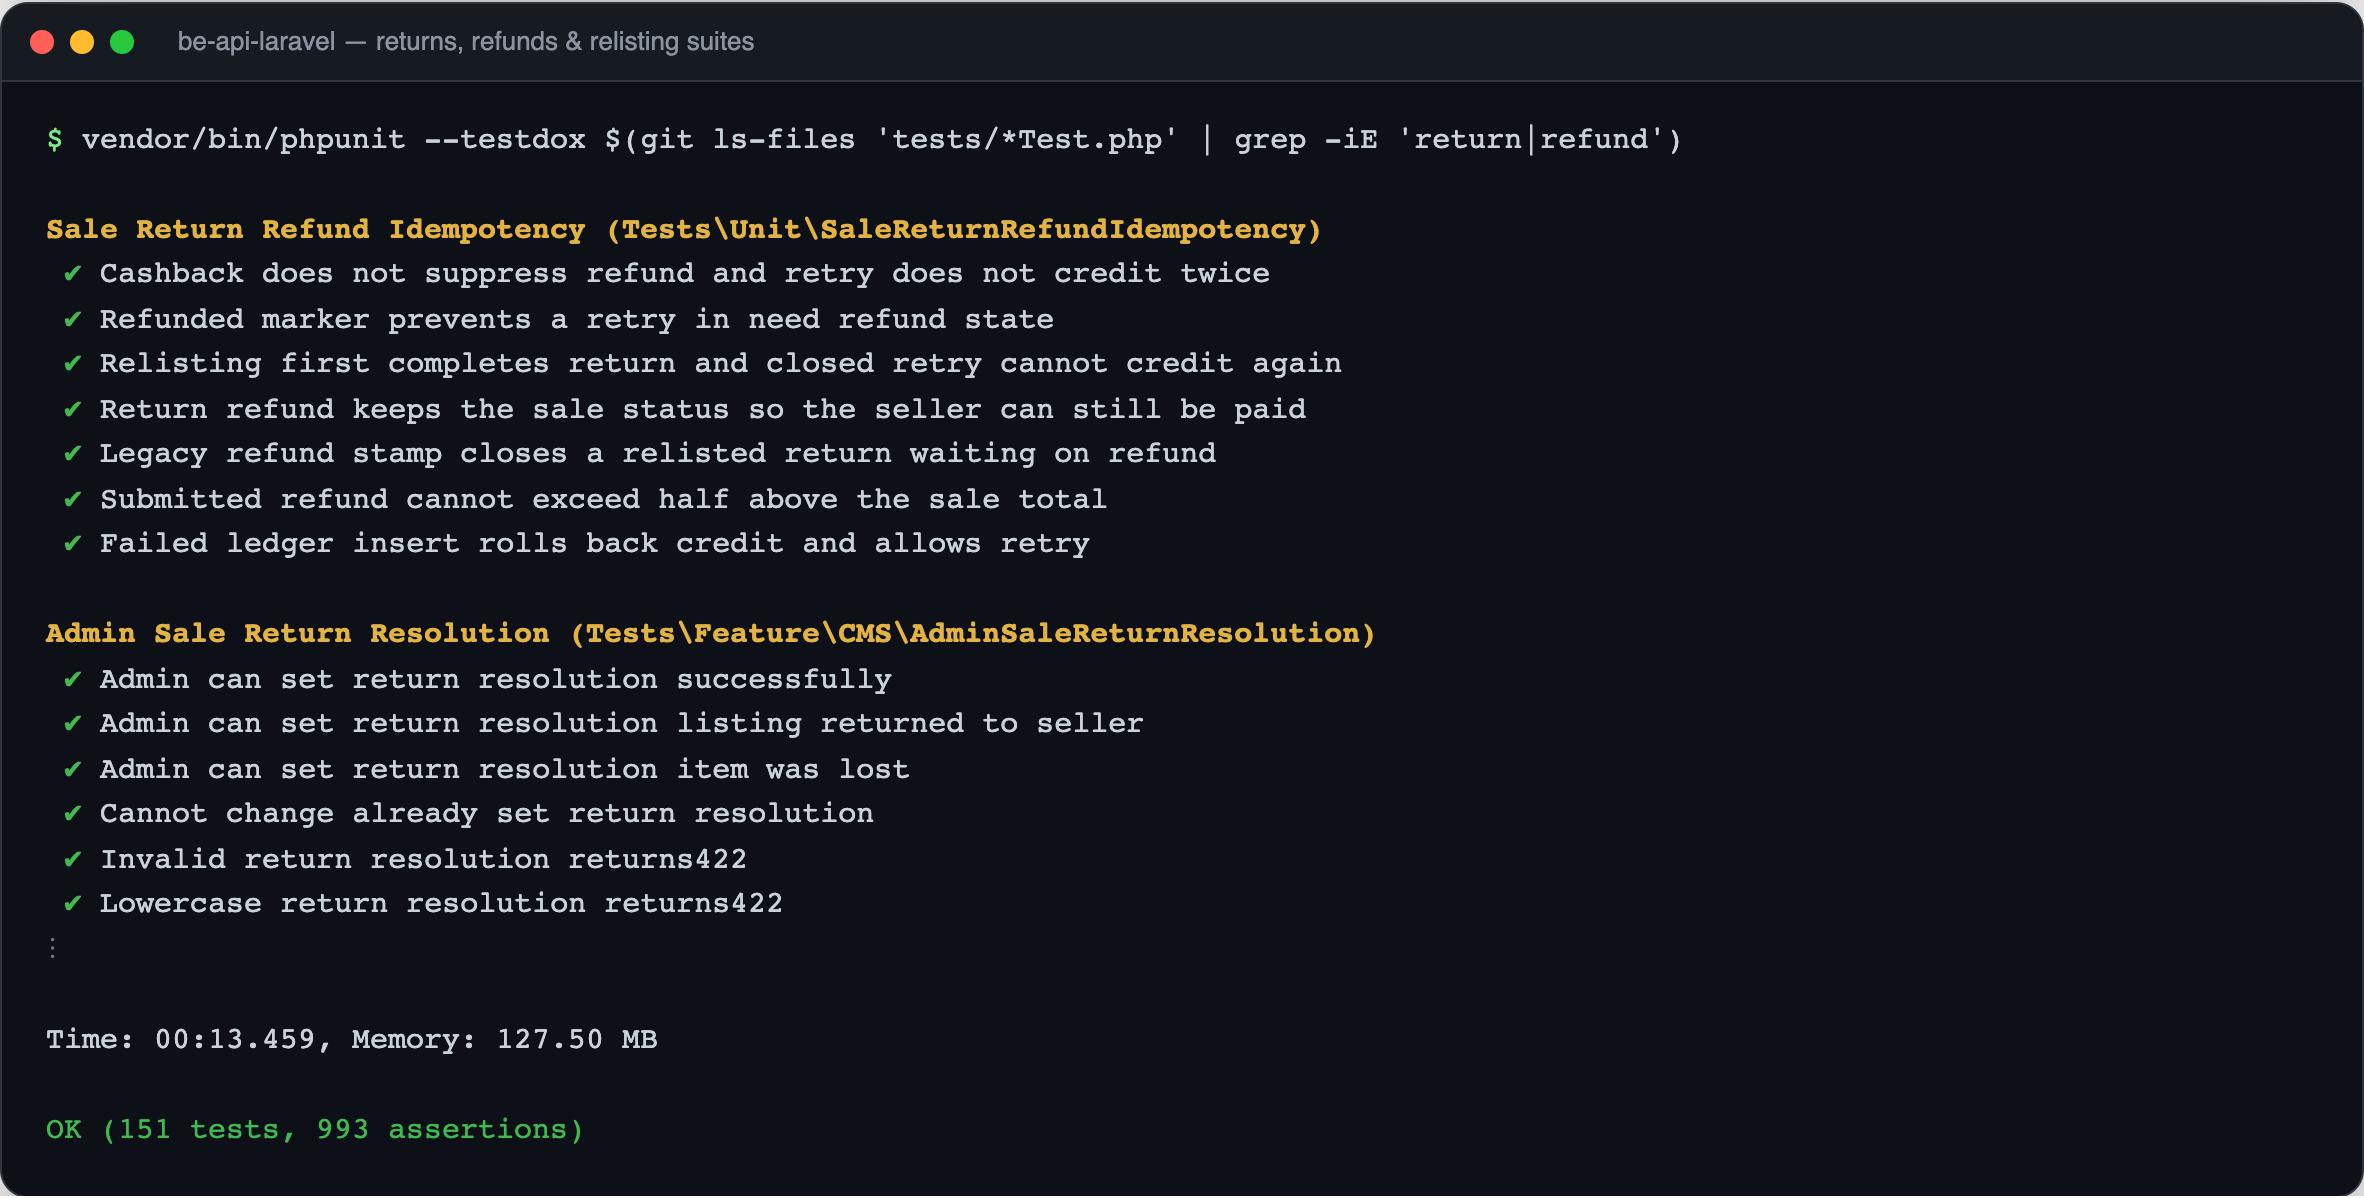 be-api-laravel — returns, refunds & relisting suites
$ vendor/bin/phpunit --testdox $(git ls-files 'tests/*Test.php' | grep -iE 'return|refund')
Sale Return Refund Idempotency (Tests\Unit\SaleReturnRefundIdempotency)
✔ Cashback does not suppress refund and retry does not credit twice
✔ Refunded marker prevents a retry in need refund state
✔ Relisting first completes return and closed retry cannot credit again
✔ Return refund keeps the sale status so the seller can still be paid
✔ Legacy refund stamp closes a relisted return waiting on refund
✔ Submitted refund cannot exceed half above the sale total
✔ Failed ledger insert rolls back credit and allows retry
Admin Sale Return Resolution (Tests\Feature\CMS\AdminSaleReturnResolution)
✔ Admin can set return resolution successfully
✔ Admin can set return resolution listing returned to seller
✔ Admin can set return resolution item was lost
✔ Cannot change already set return resolution
✔ Invalid return resolution returns422
✔ Lowercase return resolution returns422
⋮
Time: 00:13.459, Memory: 127.50 MB
OK (151 tests, 993 assertions)